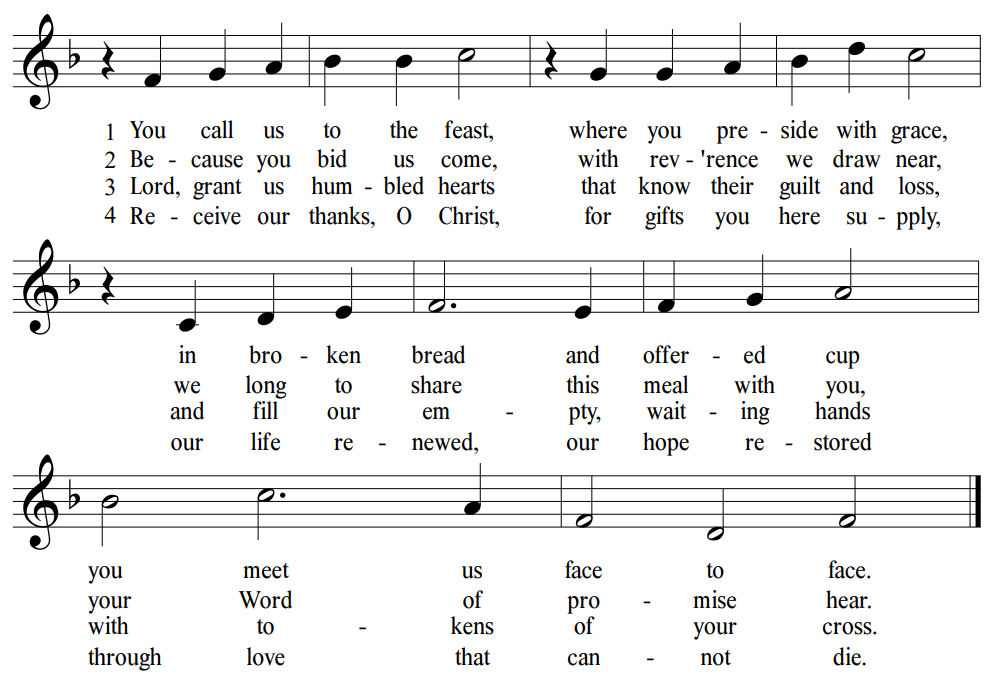 1 You call us to the feast, where you pre - side with grace,
2 Be - cause you bid us come, with rev - 'rence we draw near,
3 Lord, grant us hum - bled hearts that know their guilt and loss,
4 Re - ceive our thanks, O Christ, for gifts you here su - pply,
in bro - ken bread and offer - ed cup
we long to share this meal with you,
and fill our em - pty, wait - ing hands
our life re - newed, our hope re - stored
you meet us face to face.
your Word of pro - mise hear.
with to - kens of your cross.
through love that can - not die.